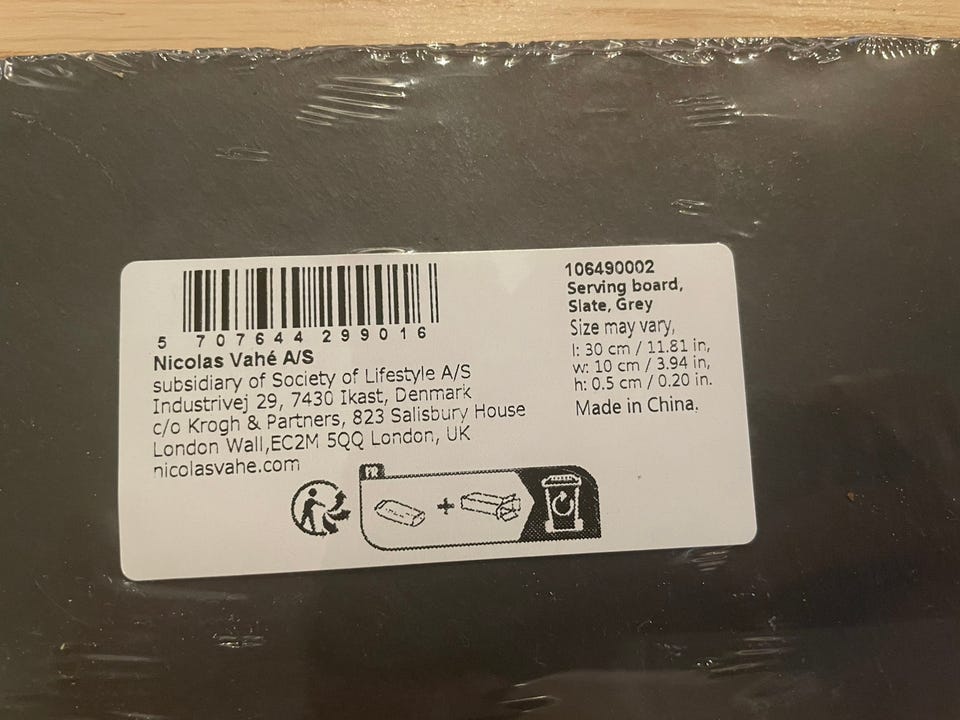 5 707644 299016
Nicolas Vahé A/S
subsidiary of Society of Lifestyle A/S
Industrivej 29, 7430 Ikast, Denmark
c/o Krogh & Partners, 823 Salisbury House
London Wall,EC2M 5QQ London, UK
nicolasvahe.com
FR
106490002
Serving board,
Slate, Grey
Size may vary,
l: 30 cm / 11.81 in,
w: 10 cm / 3.94 in,
h: 0.5 cm / 0.20 in.
Made in China.